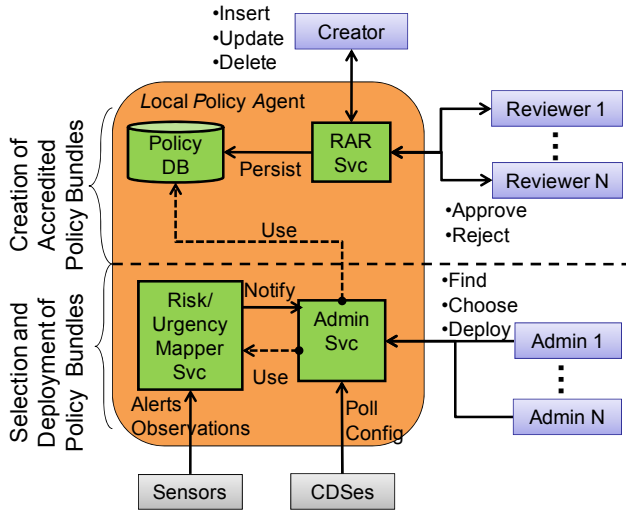 •Insert
•Update
•Delete
Creator
Local Policy Agent
Policy
DB
Persist
RAR
Svc
Reviewer 1
Reviewer N
•Approve
•Reject
Creation of
Accredited
Policy Bundles
Use
Selection and
Deployment of
Policy Bundles
Risk/
Urgency
Mapper
Svc
Notify
Use
Admin
Svc
•Find
•Choose
•Deploy
Admin 1
Admin N
Alerts
Observations
Poll
Config
Sensors
CDSes